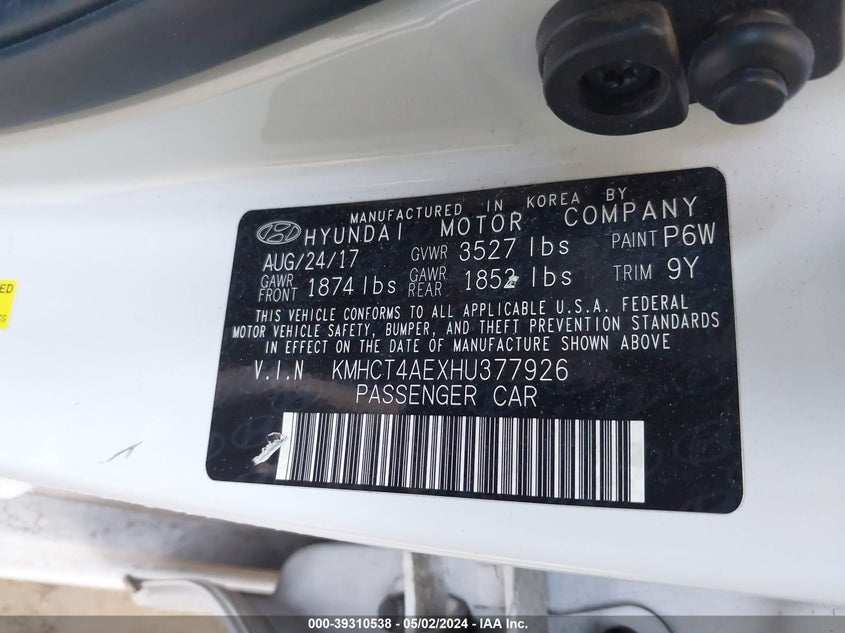 MANUFACTURED IN KOREA BY
HYUNDAI MOTOR COMPANY
AUG/24/17 GVWR 3527 lbs PAINT P6W
GAWR FRONT 1874 lbs GAWR REAR 1852 lbs TRIM 9Y
THIS VEHICLE CONFORMS TO ALL APPLICABLE U.S.A. FEDERAL
MOTOR VEHICLE SAFETY, BUMPER, AND THEFT PREVENTION STANDARDS
IN EFFECT ON THE DATE OF MANUFACTURE SHOWN ABOVE
V.I.N KMHCT4AEXHU377926
PASSENGER CAR
000-39310538 - 05/02/2024 - IAA Inc.